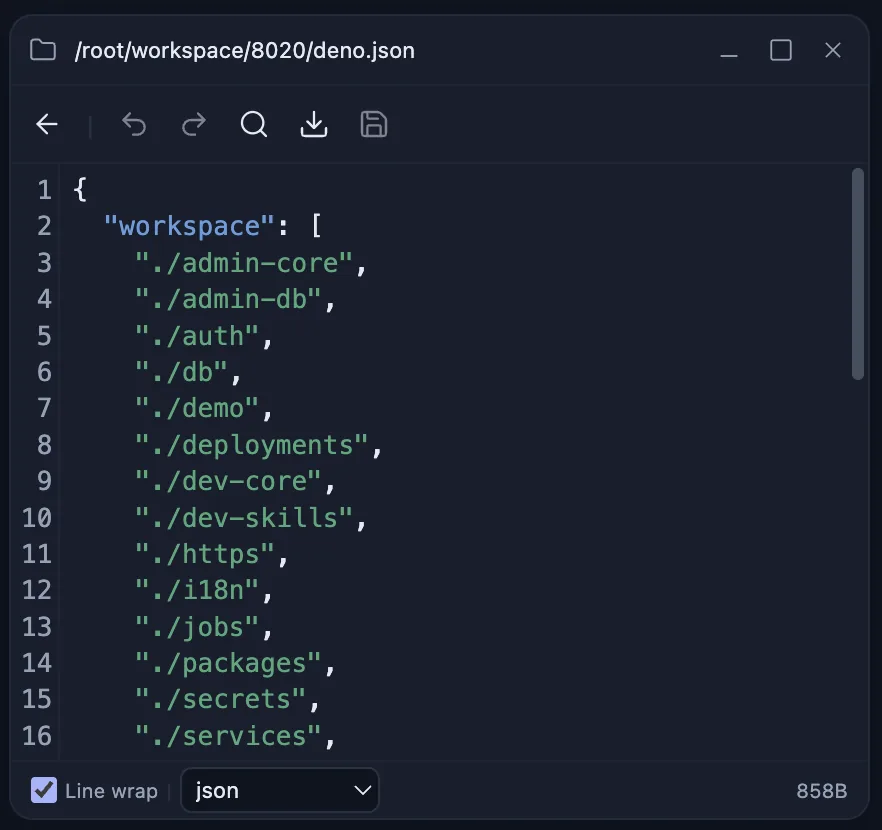 /root/workspace/8020/deno.json
1 {
2   "workspace": [
3     "./admin-core",
4     "./admin-db",
5     "./auth",
6     "./db",
7     "./demo",
8     "./deployments",
9     "./dev-core",
10     "./dev-skills",
11     "./https",
12     "./i18n",
13     "./jobs",
14     "./packages",
15     "./secrets",
16     "./services",
Line wrap json 858B